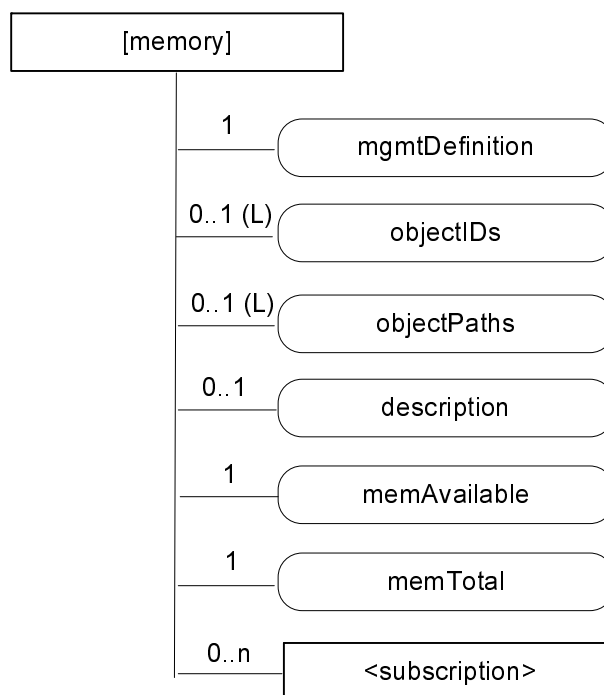 [memory]
1
mgmtDefinition
0..1 (L)
objectIDs
0..1 (L)
objectPaths
0..1
description
1
memAvailable
1
memTotal
0..n
<subscription>